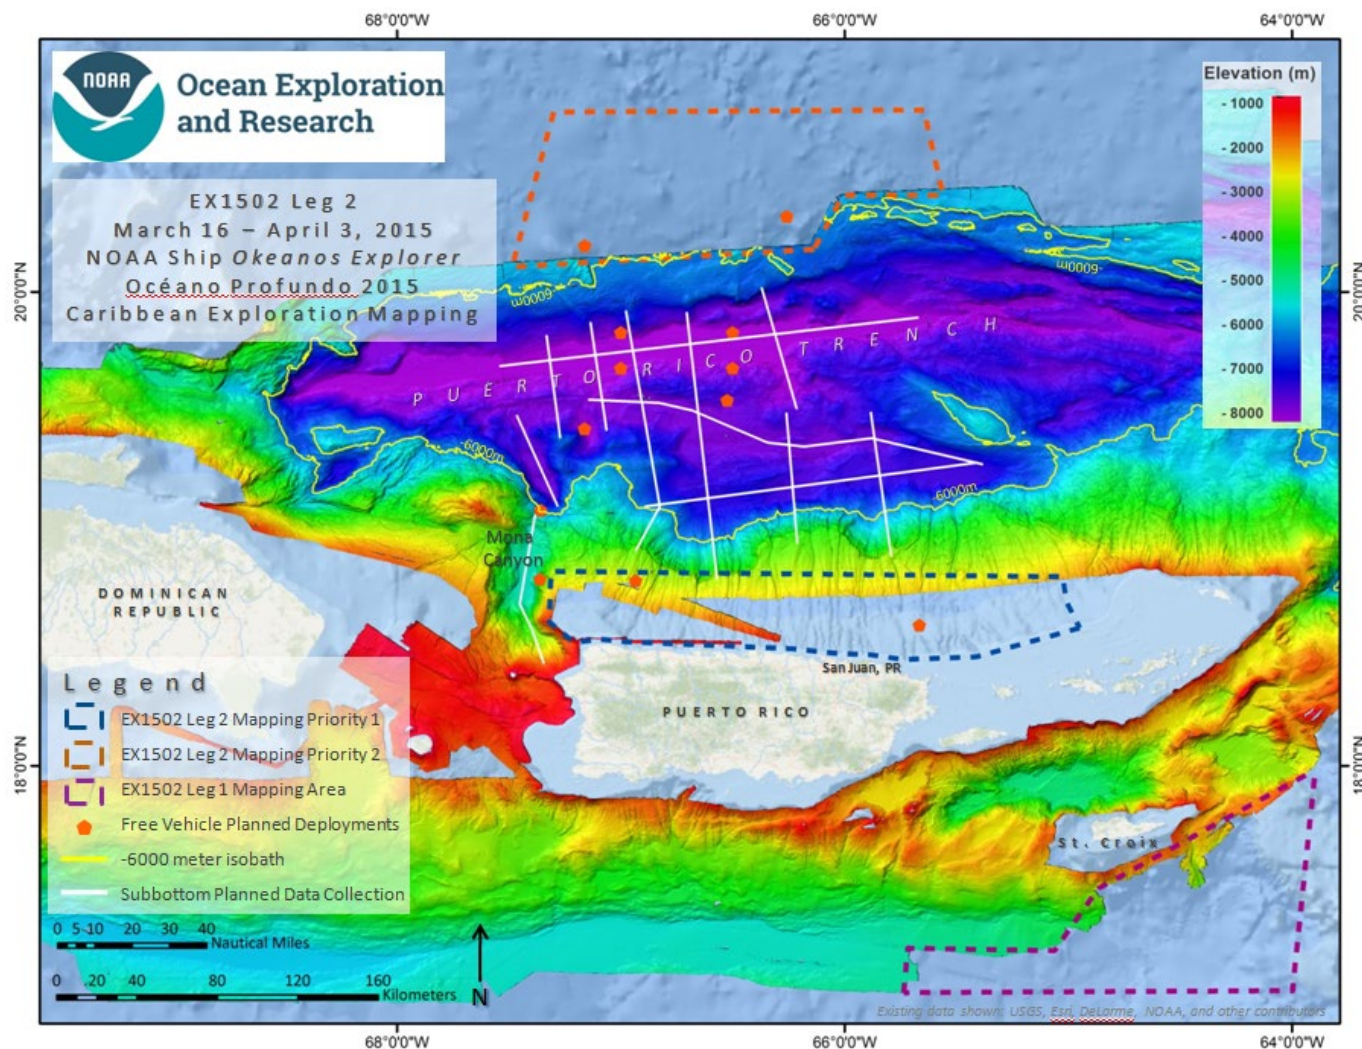 68°0'0"W
66°0'0"W
64°0'0"W
NOAA
Ocean Exploration
and Research
Elevation (m)
- 1000
- 2000
- 3000
- 4000
- 5000
- 6000
- 7000
- 8000
EX1502 Leg 2
March 16 – April 3, 2015
NOAA Ship Okeanos Explorer
Océano Profundo 2015
Caribbean Exploration Mapping
20°0'0"N
20°0'0"N
6000m
-6000m
PUERTO RICO TRENCH
-6000m
6000m
Mona
Canyon
DOMINICAN
REPUBLIC
San Juan, PR
PUERTO RICO
St. Croix
18°0'0"N
18°0'0"N
Legend
EX1502 Leg 2 Mapping Priority 1
EX1502 Leg 2 Mapping Priority 2
EX1502 Leg 1 Mapping Area
Free Vehicle Planned Deployments
-6000 meter isobath
Subbottom Planned Data Collection
0 5 10 20 30 40
Nautical Miles
0 20 40 80 120 160
Kilometers
N
Existing data shown: USGS, Esri, DeLorme, NOAA, and other contributors
68°0'0"W
66°0'0"W
64°0'0"W